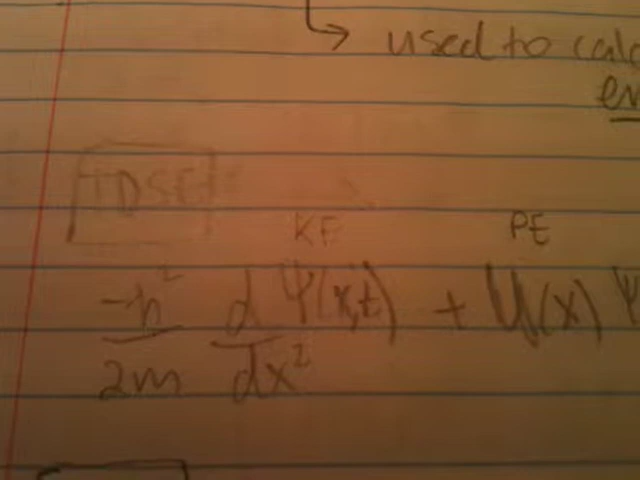 ↳ used to calc
en
TDSE
KE PE
-ħ² d Ψ(x,t) + U(x) Ψ
2m dx²